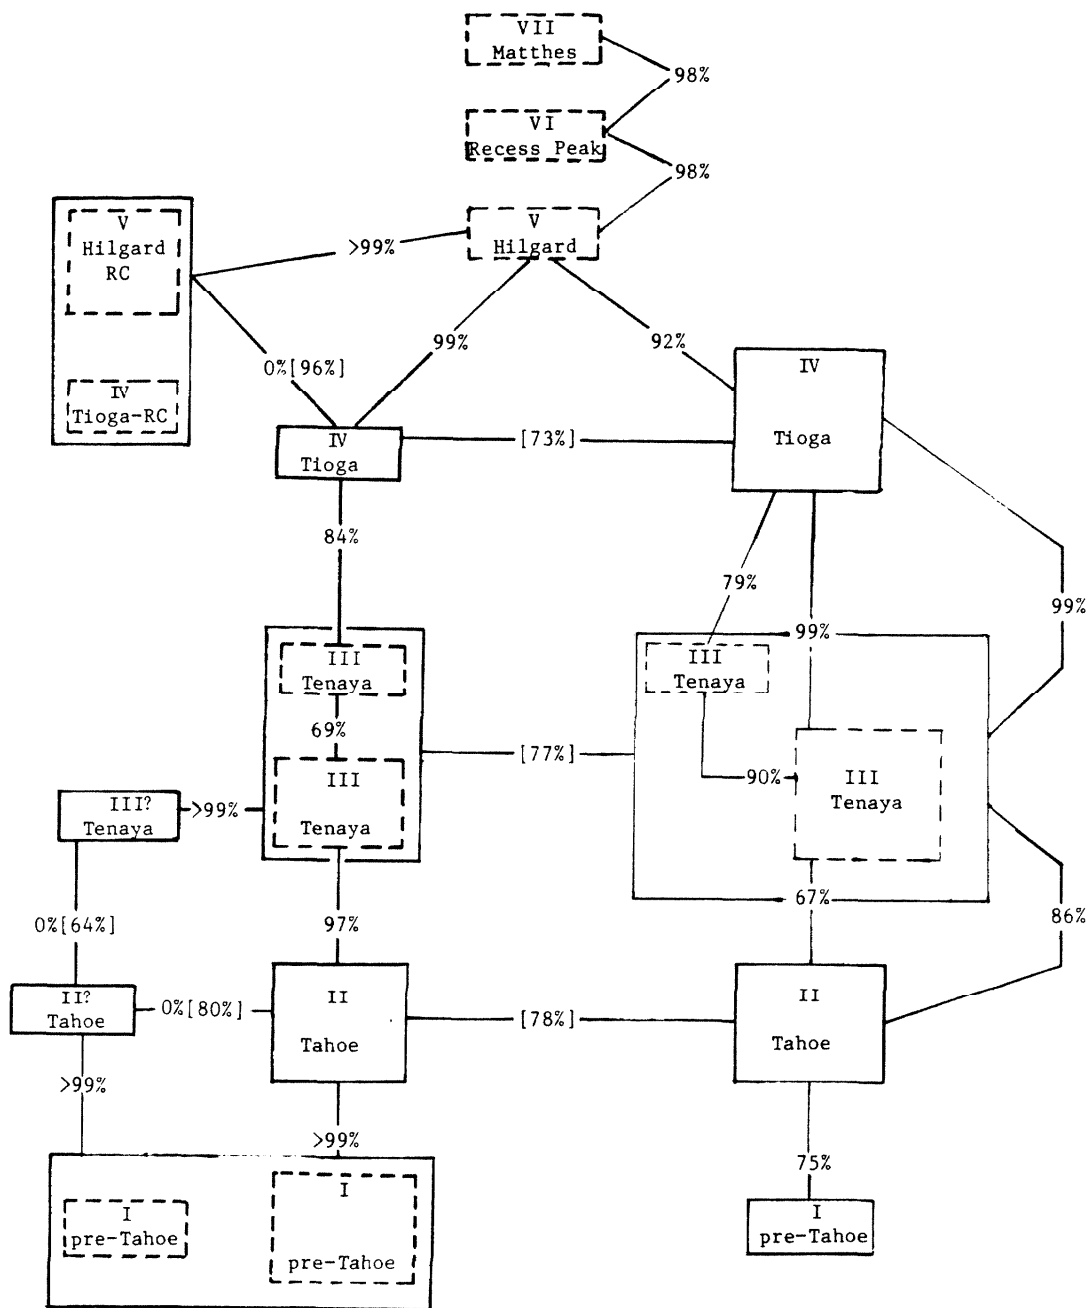 VII
Matthes
98%
VI
Recess Peak
98%
V
Hilgard
RC
V
Hilgard
>99%
99%
92%
0%[96%]
IV
Tioga-RC
IV
Tioga
[73%]
IV
Tioga
84%
79%
99%
99%
III
Tenaya
III
Tenaya
69%
[77%]
90%
III
Tenaya
III
Tenaya
III?
Tenaya
>99%
0%[64%]
97%
67%
86%
II?
Tahoe
0%[80%]
II
Tahoe
[78%]
II
Tahoe
>99%
>99%
75%
I
pre-Tahoe
I
pre-Tahoe
I
pre-Tahoe